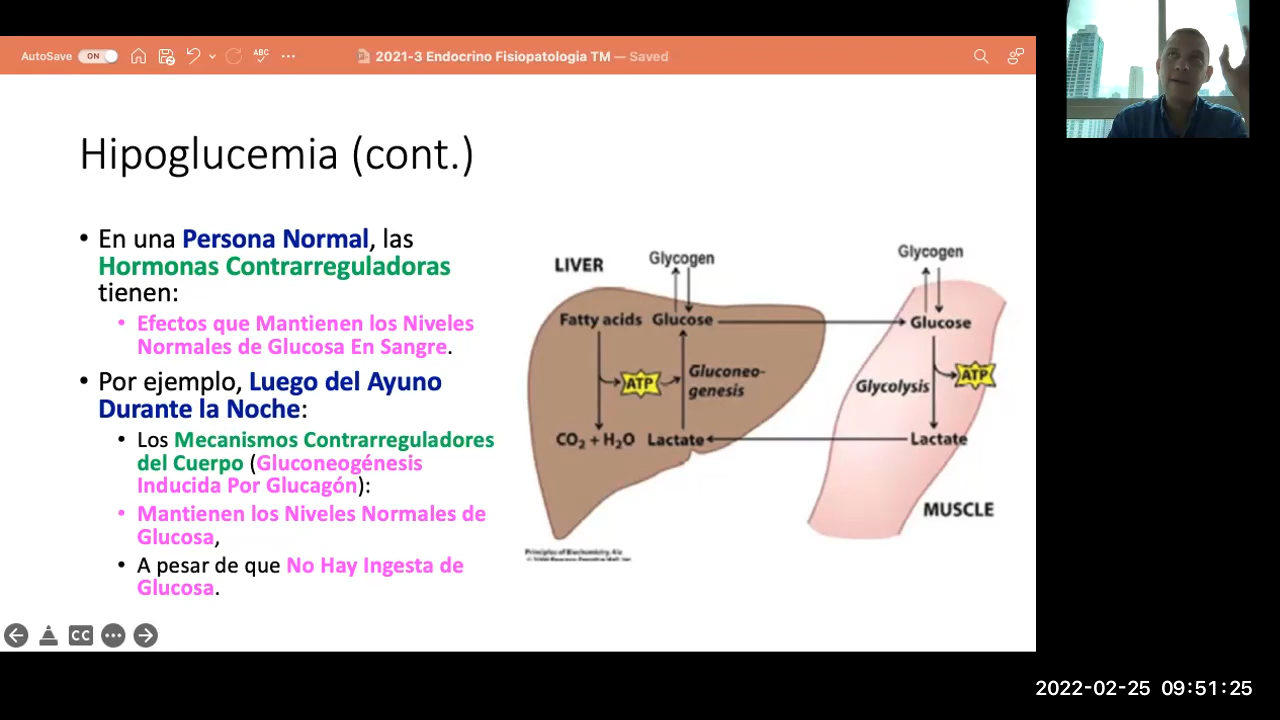 AutoSave ON ABC ... 2021-3 Endocrino Fisiopatologia TM — Saved
Hipoglucemia (cont.)
• En una Persona Normal, las
Hormonas Contrarreguladoras
tienen:
• Efectos que Mantienen los Niveles
Normales de Glucosa En Sangre.
• Por ejemplo, Luego del Ayuno
Durante la Noche:
• Los Mecanismos Contrarreguladores
del Cuerpo (Gluconeogénesis
Inducida Por Glucagón):
• Mantienen los Niveles Normales de
Glucosa,
• A pesar de que No Hay Ingesta de
Glucosa.
LIVER
Glycogen
Glycogen
Fatty acids Glucose
Glucose
ATP
Gluconeo-
genesis
Glycolysis
ATP
CO₂ + H₂O Lactate
Lactate
MUSCLE
Principles of Biochemistry, 4/e
CC
2022-02-25 09:51:25